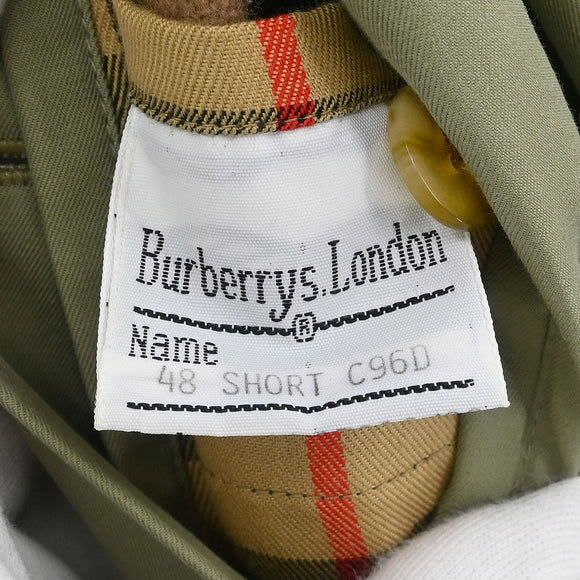 Burberrys. London
®
Name
48 SHORT C96D